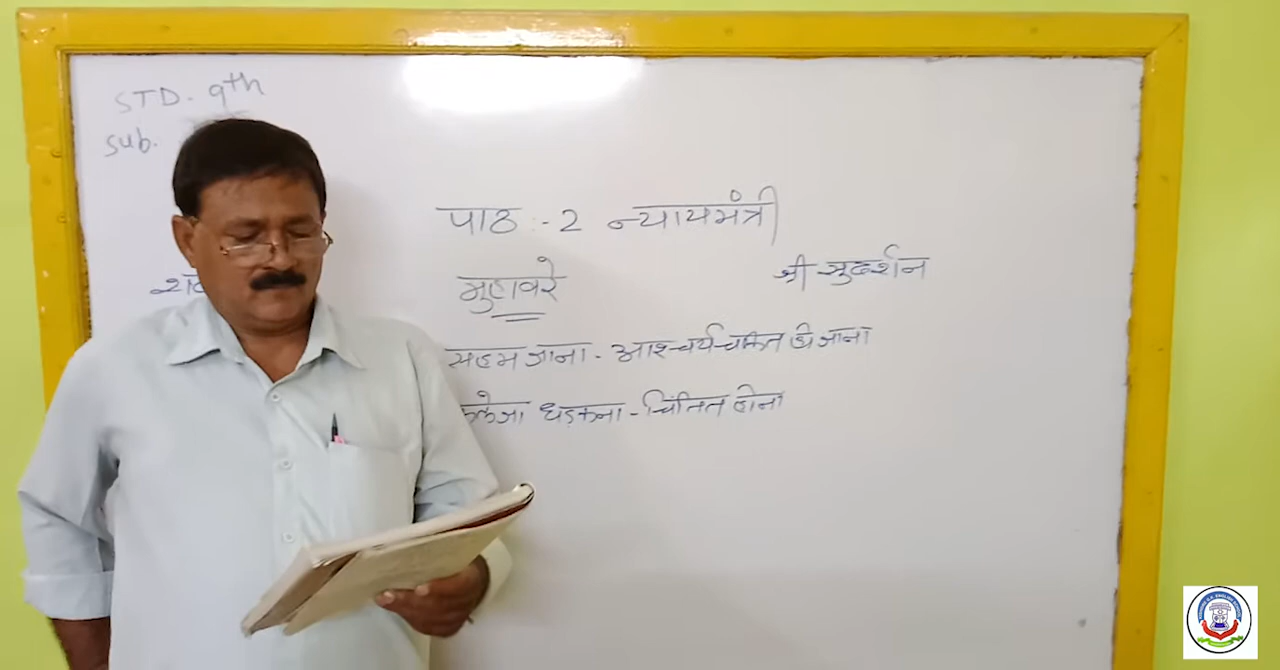 STD. 9th
Sub.
पाठ :- 2 न्यायमंत्री
श्री सुदर्शन
मुहावरे
सहम जाना - आश्चर्यचकित हो जाना
कलेजा धड़कना - चिंतित होना